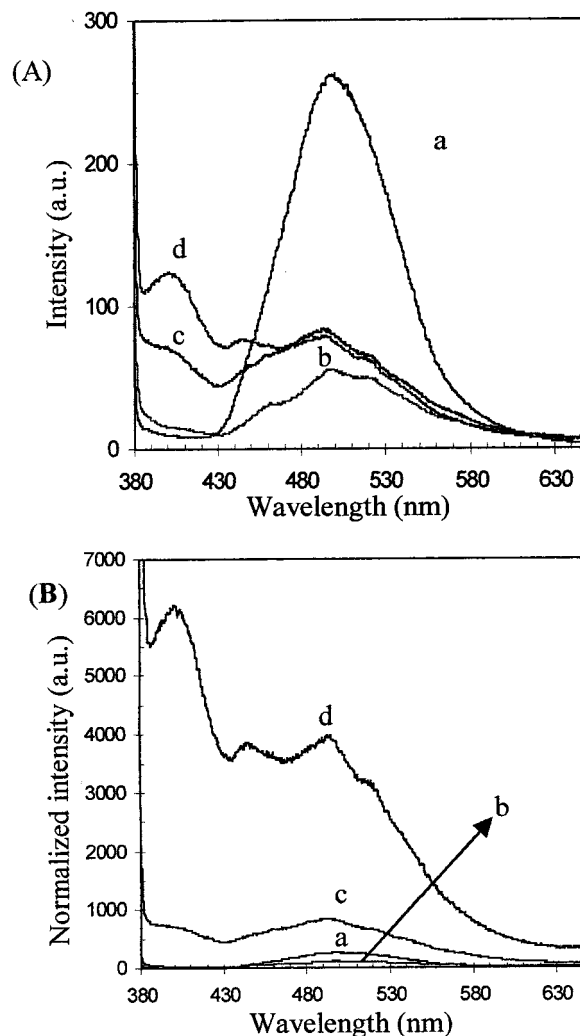 (A)
Intensity (a.u.)
300
200
100
0
a
d
c
b
380 430 480 530 580 630
Wavelength (nm)
(B)
Normalized intensity (a.u.)
7000
6000
5000
4000
3000
2000
1000
0
d
b
c
a
380 430 480 530 580 630
Wavelength (nm)